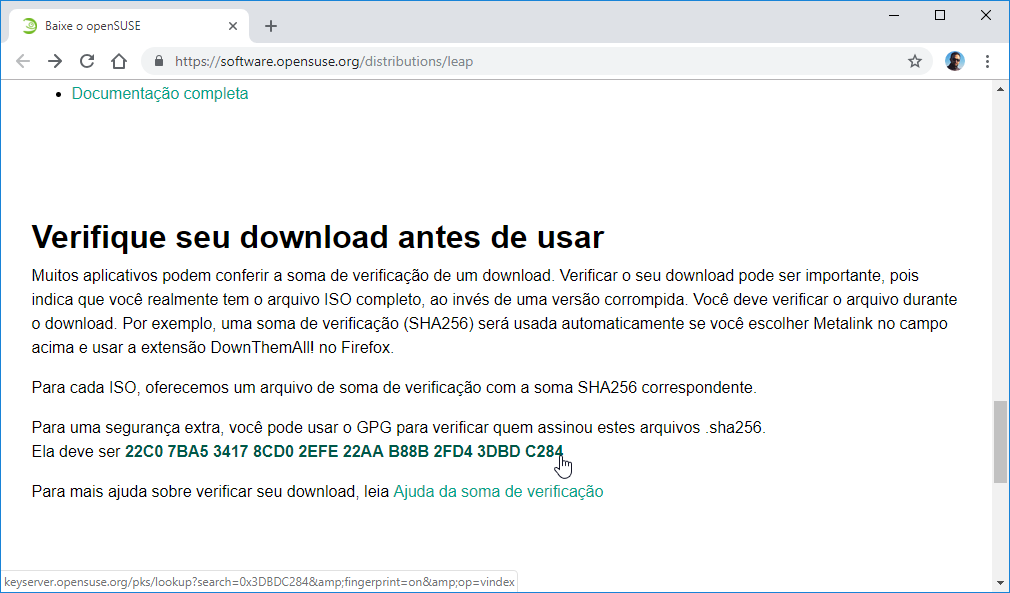 Baixe o openSUSE
https://software.opensuse.org/distributions/leap
Documentação completa
Verifique seu download antes de usar
Muitos aplicativos podem conferir a soma de verificação de um download. Verificar o seu download pode ser importante, pois
indica que você realmente tem o arquivo ISO completo, ao invés de uma versão corrompida. Você deve verificar o arquivo durante
o download. Por exemplo, uma soma de verificação (SHA256) será usada automaticamente se você escolher Metalink no campo
acima e usar a extensão DownThemAll! no Firefox.
Para cada ISO, oferecemos um arquivo de soma de verificação com a soma SHA256 correspondente.
Para uma segurança extra, você pode usar o GPG para verificar quem assinou estes arquivos .sha256.
Ela deve ser 22C0 7BA5 3417 8CD0 2EFE 22AA B88B 2FD4 3DBD C284
Para mais ajuda sobre verificar seu download, leia Ajuda da soma de verificação
keyserver.opensuse.org/pks/lookup?search=0x3DBDC284&amp;fingerprint=on&amp;op=vindex